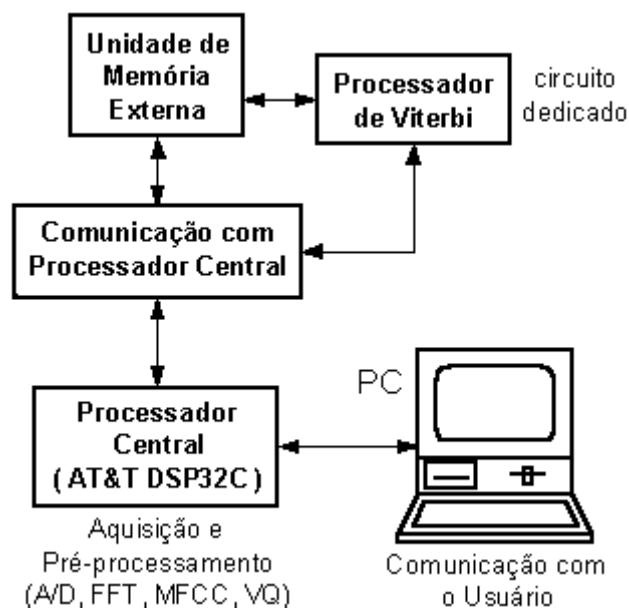 Unidade de
Memória
Externa
Processador
de Viterbi
circuito
dedicado
Comunicação com
Processador Central
Processador
Central
( AT&T DSP32C )
PC
Aquisição e
Pré-processamento
(A/D, FFT, MFCC, VQ)
Comunicação com
o Usuário